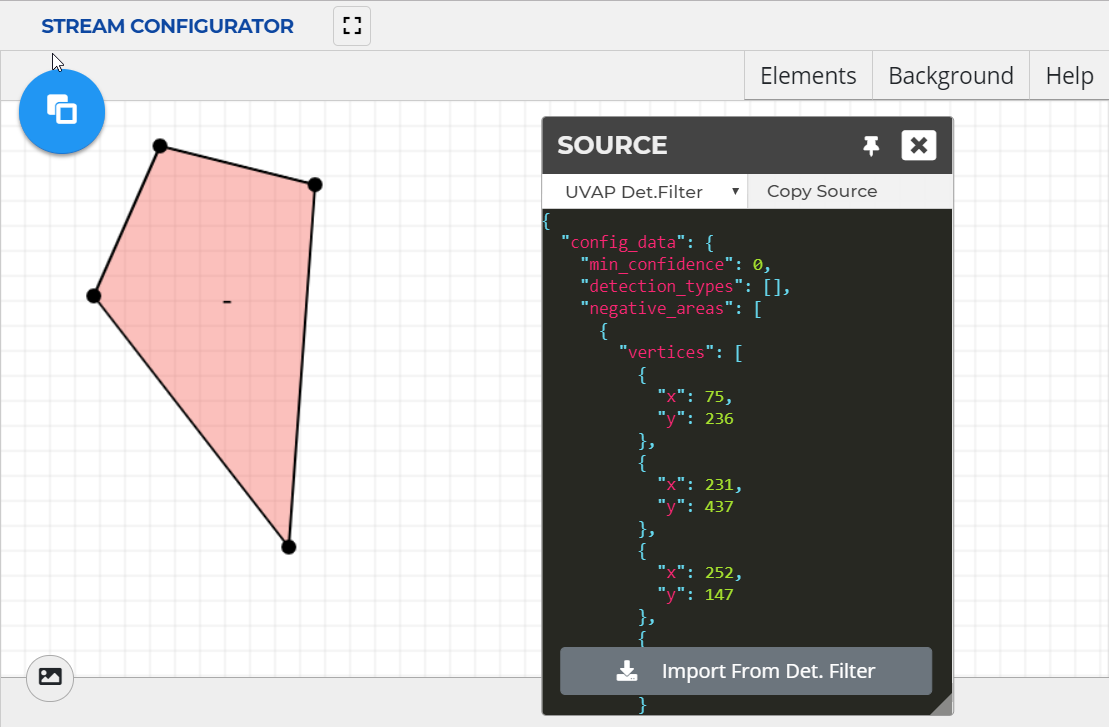 STREAM CONFIGURATOR
Elements
Background
Help
SOURCE
UVAP Det.Filter
Copy Source
{
"config_data": {
"min_confidence": 0,
"detection_types": [],
"negative_areas": [
{
"vertices": [
{
"x": 75,
"y": 236
},
{
"x": 231,
"y": 437
},
{
"x": 252,
"y": 147
},
{
Import From Det. Filter
}
-